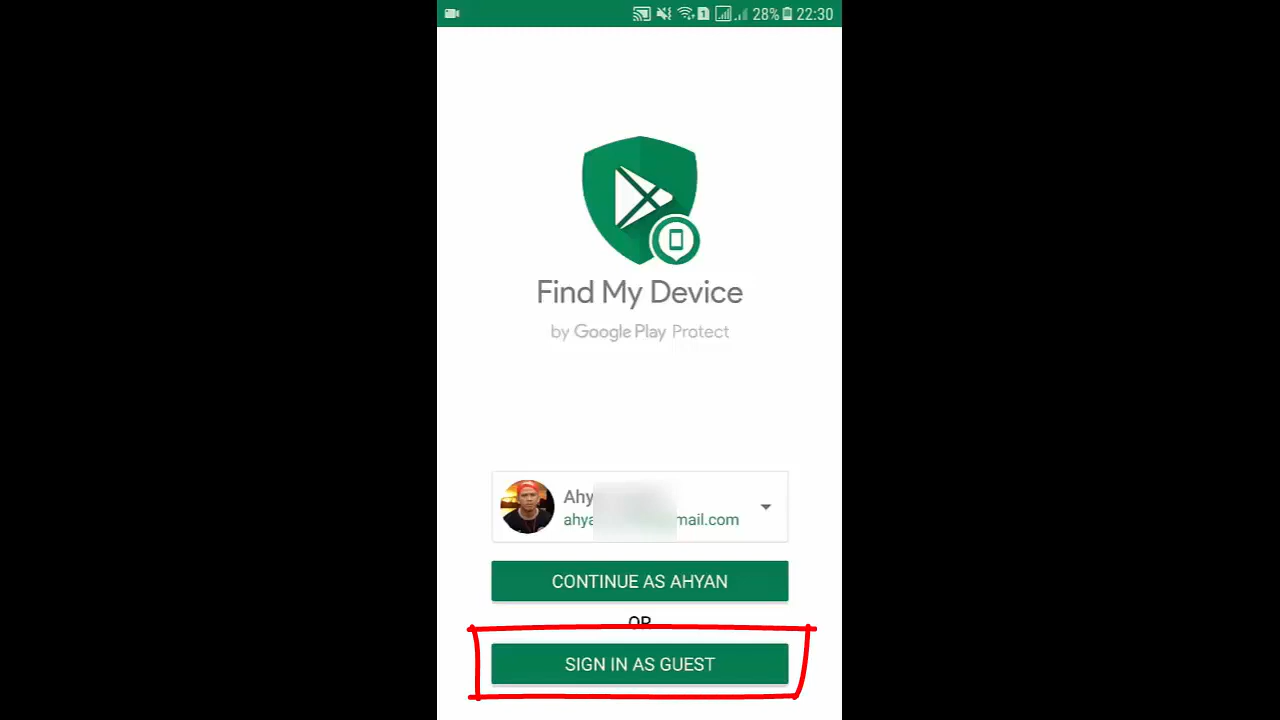 28% 22:30
Find My Device
by Google Play Protect
Ahy
ahya mail.com
CONTINUE AS AHYAN
OR
SIGN IN AS GUEST